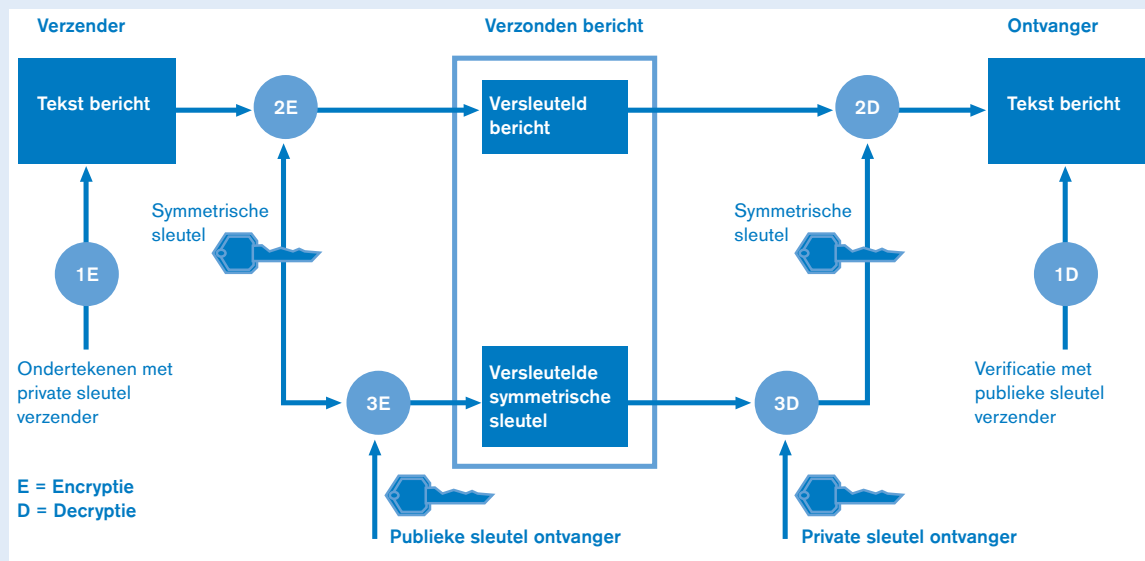 Verzender
Verzonden bericht
Ontvanger
Tekst bericht
2E
Versleuteld
bericht
2D
Tekst bericht
Symmetrische
sleutel
Symmetrische
sleutel
1E
1D
Ondertekenen met
private sleutel
verzender
3E
Versleutelde
symmetrische
sleutel
3D
Verificatie met
publieke sleutel
verzender
E = Encryptie
D = Decryptie
Publieke sleutel ontvanger
Private sleutel ontvanger